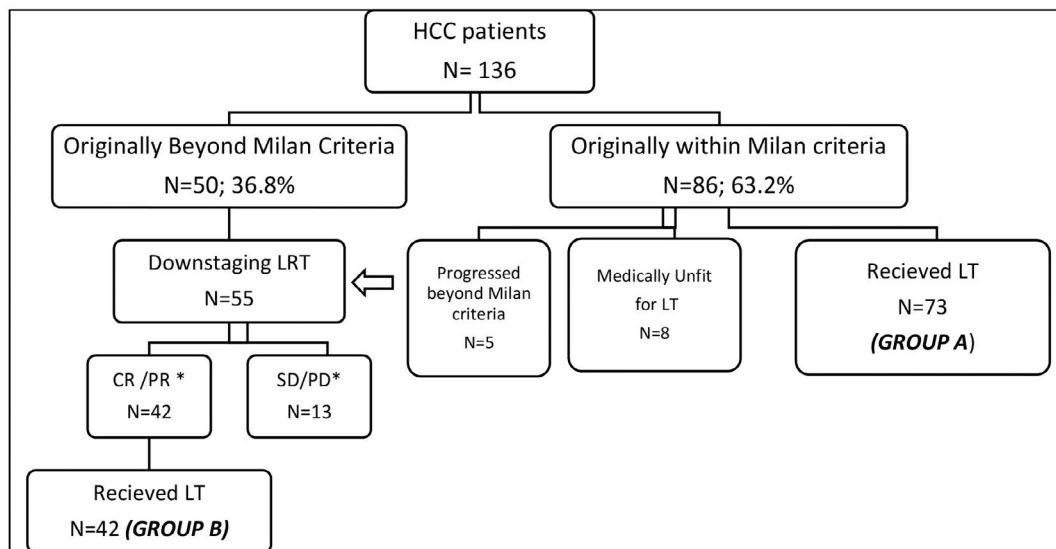 HCC patients
N= 136
Originally Beyond Milan Criteria
N=50; 36.8%
Originally within Milan criteria
N=86; 63.2%
Downstaging LRT
N=55
Progressed
beyond Milan
criteria
N=5
Medically Unfit
for LT
N=8
Recieved LT
N=73
(GROUP A)
CR /PR *
N=42
SD/PD*
N=13
Recieved LT
N=42 (GROUP B)